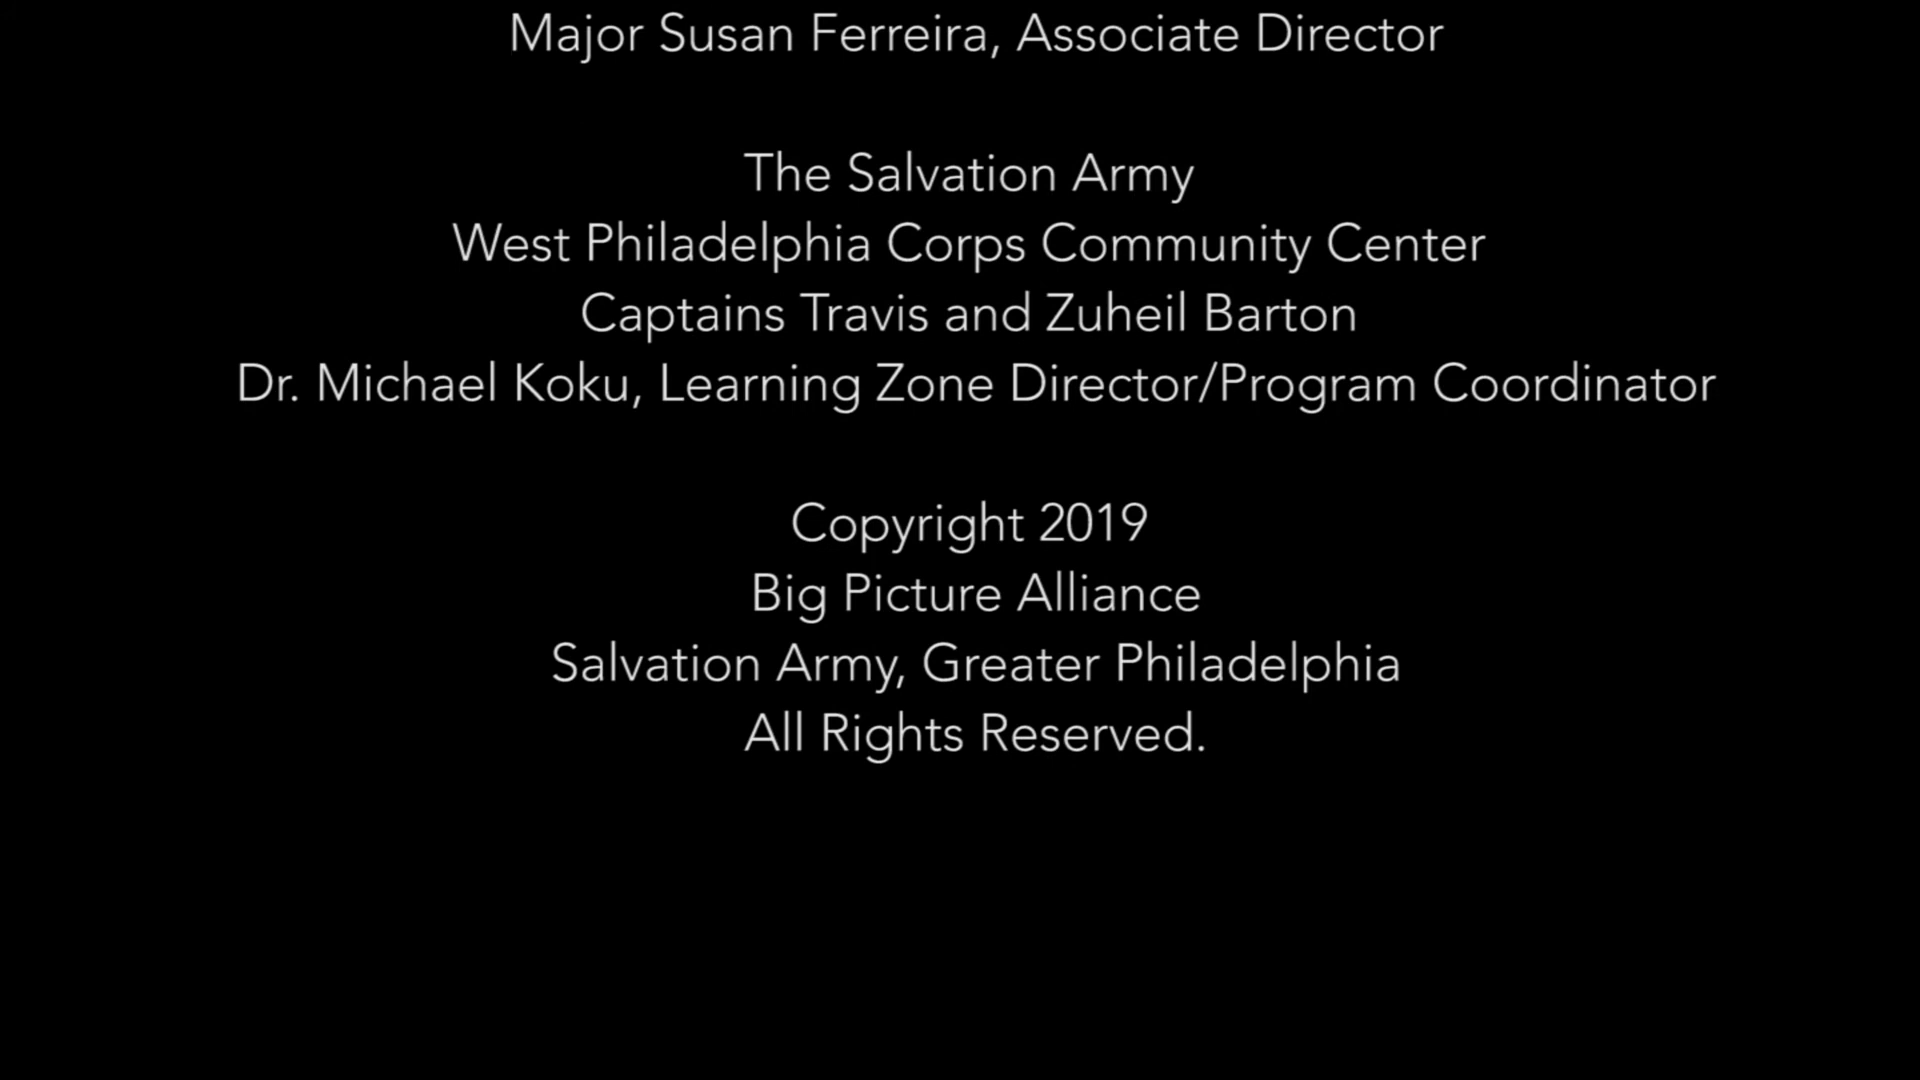 Major Susan Ferreira, Associate Director
The Salvation Army
West Philadelphia Corps Community Center
Captains Travis and Zuheil Barton
Dr. Michael Koku, Learning Zone Director/Program Coordinator
Copyright 2019
Big Picture Alliance
Salvation Army, Greater Philadelphia
All Rights Reserved.